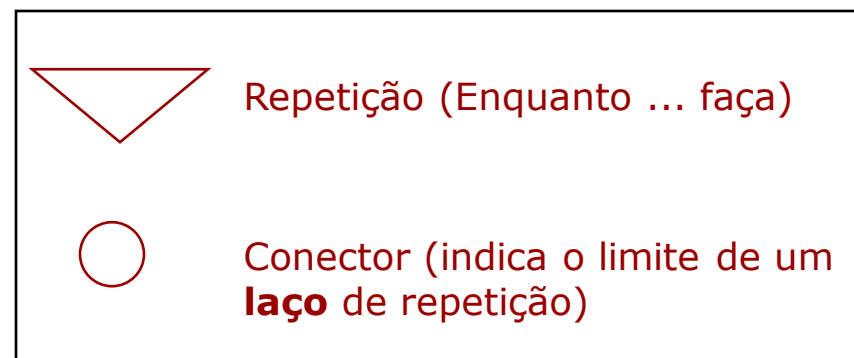 Repetição (Enquanto ... faça)
Conector (indica o limite de um
laço de repetição)